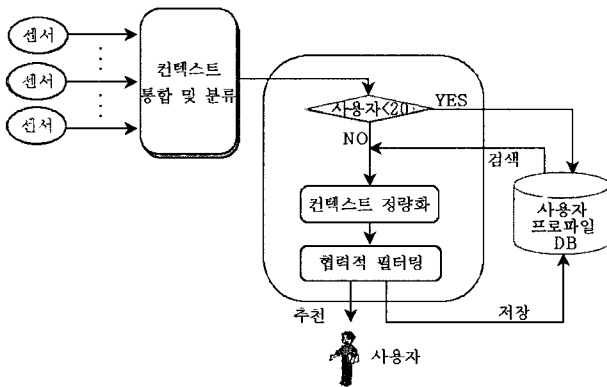 센서
센서
센서
컨텍스트
통합 및 분류
사용자<20
YES
NO
검색
컨텍스트 정량화
협력적 필터링
사용자
프로파일
DB
추천
저장
사용자